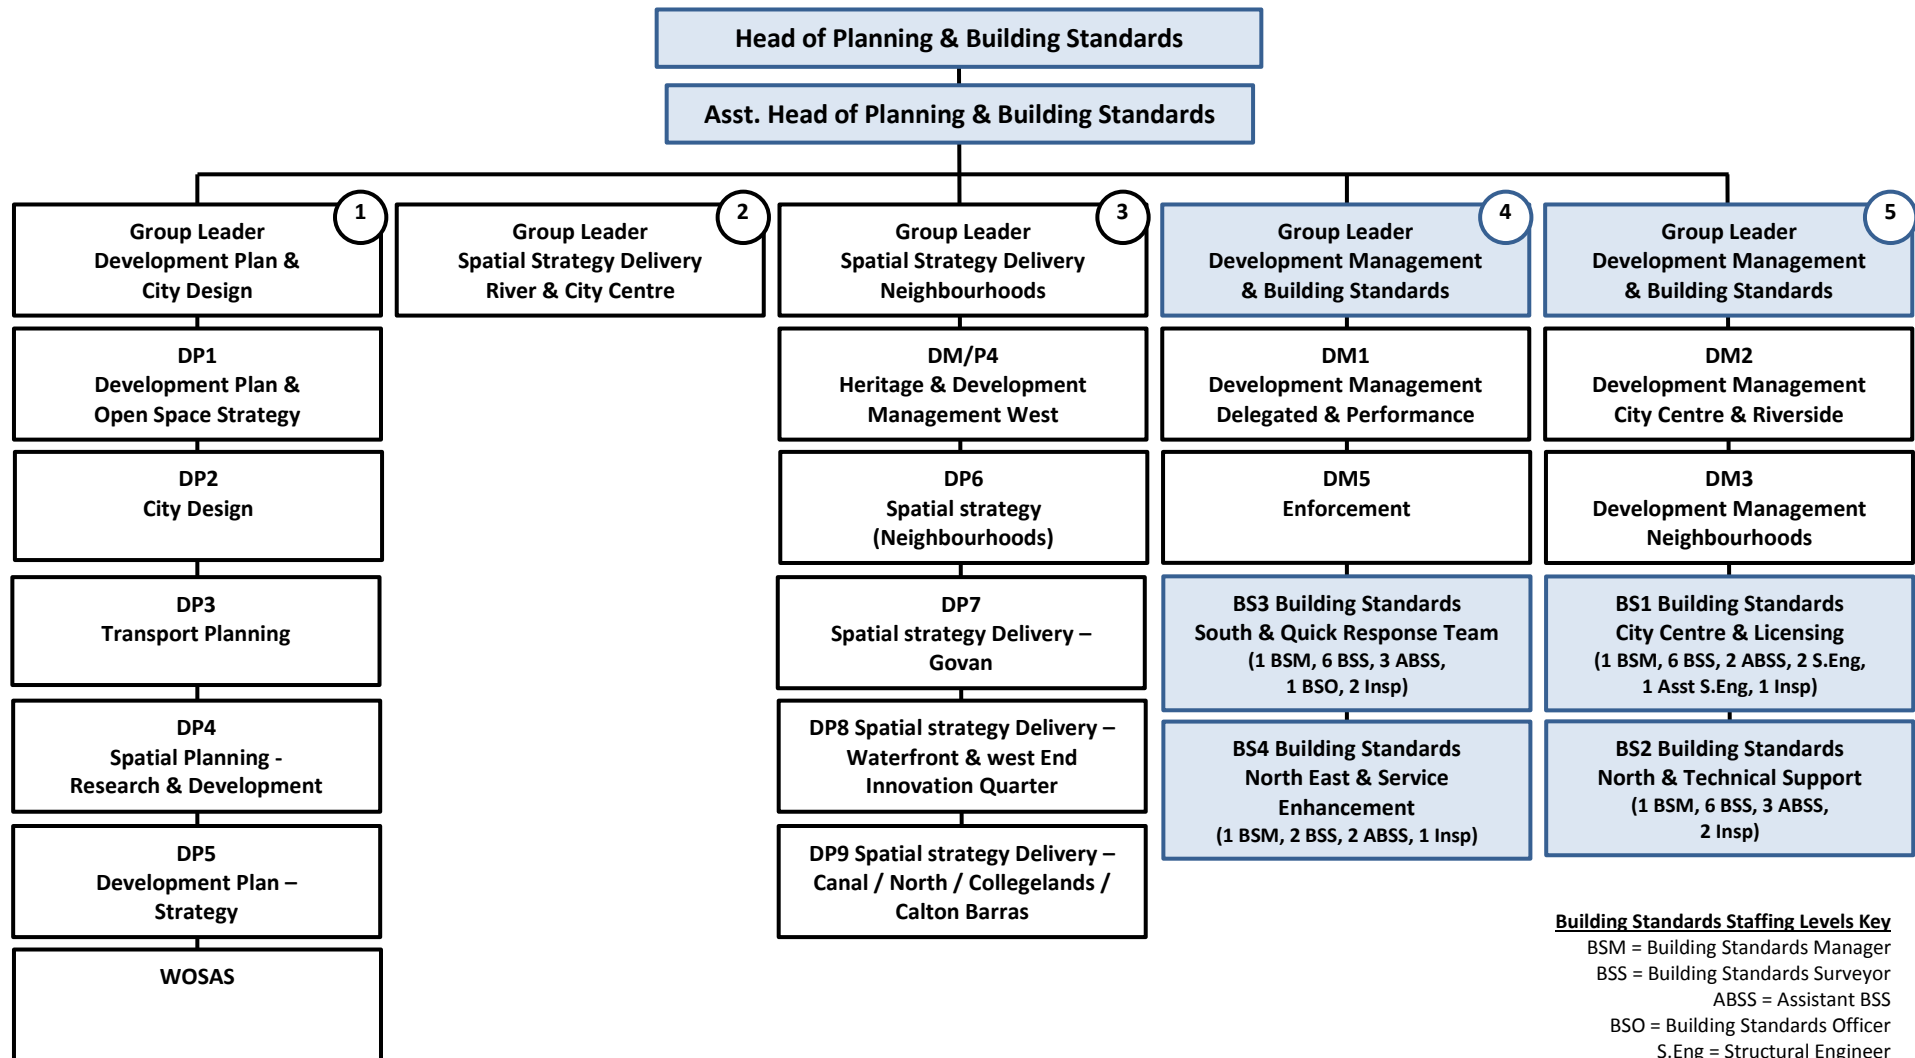 Head of Planning & Building Standards
Asst. Head of Planning & Building Standards
1
Group Leader
Development Plan &
City Design
2
Group Leader
Spatial Strategy Delivery
River & City Centre
3
Group Leader
Spatial Strategy Delivery
Neighbourhoods
4
Group Leader
Development Management
& Building Standards
5
Group Leader
Development Management
& Building Standards
DP1
Development Plan &
Open Space Strategy
DP2
City Design
DP3
Transport Planning
DP4
Spatial Planning -
Research & Development
DP5
Development Plan –
Strategy
WOSAS
DM/P4
Heritage & Development
Management West
DP6
Spatial strategy
(Neighbourhoods)
DP7
Spatial strategy Delivery –
Govan
DP8 Spatial strategy Delivery –
Waterfront & west End
Innovation Quarter
DP9 Spatial strategy Delivery –
Canal / North / Collegelands /
Calton Barras
DM1
Development Management
Delegated & Performance
DM5
Enforcement
BS3 Building Standards
South & Quick Response Team
(1 BSM, 6 BSS, 3 ABSS,
1 BSO, 2 Insp)
BS4 Building Standards
North East & Service
Enhancement
(1 BSM, 2 BSS, 2 ABSS, 1 Insp)
DM2
Development Management
City Centre & Riverside
DM3
Development Management
Neighbourhoods
BS1 Building Standards
City Centre & Licensing
(1 BSM, 6 BSS, 2 ABSS, 2 S.Eng,
1 Asst S.Eng, 1 Insp)
BS2 Building Standards
North & Technical Support
(1 BSM, 6 BSS, 3 ABSS,
2 Insp)
Building Standards Staffing Levels Key
BSM = Building Standards Manager
BSS = Building Standards Surveyor
ABSS = Assistant BSS
BSO = Building Standards Officer
S.Eng = Structural Engineer